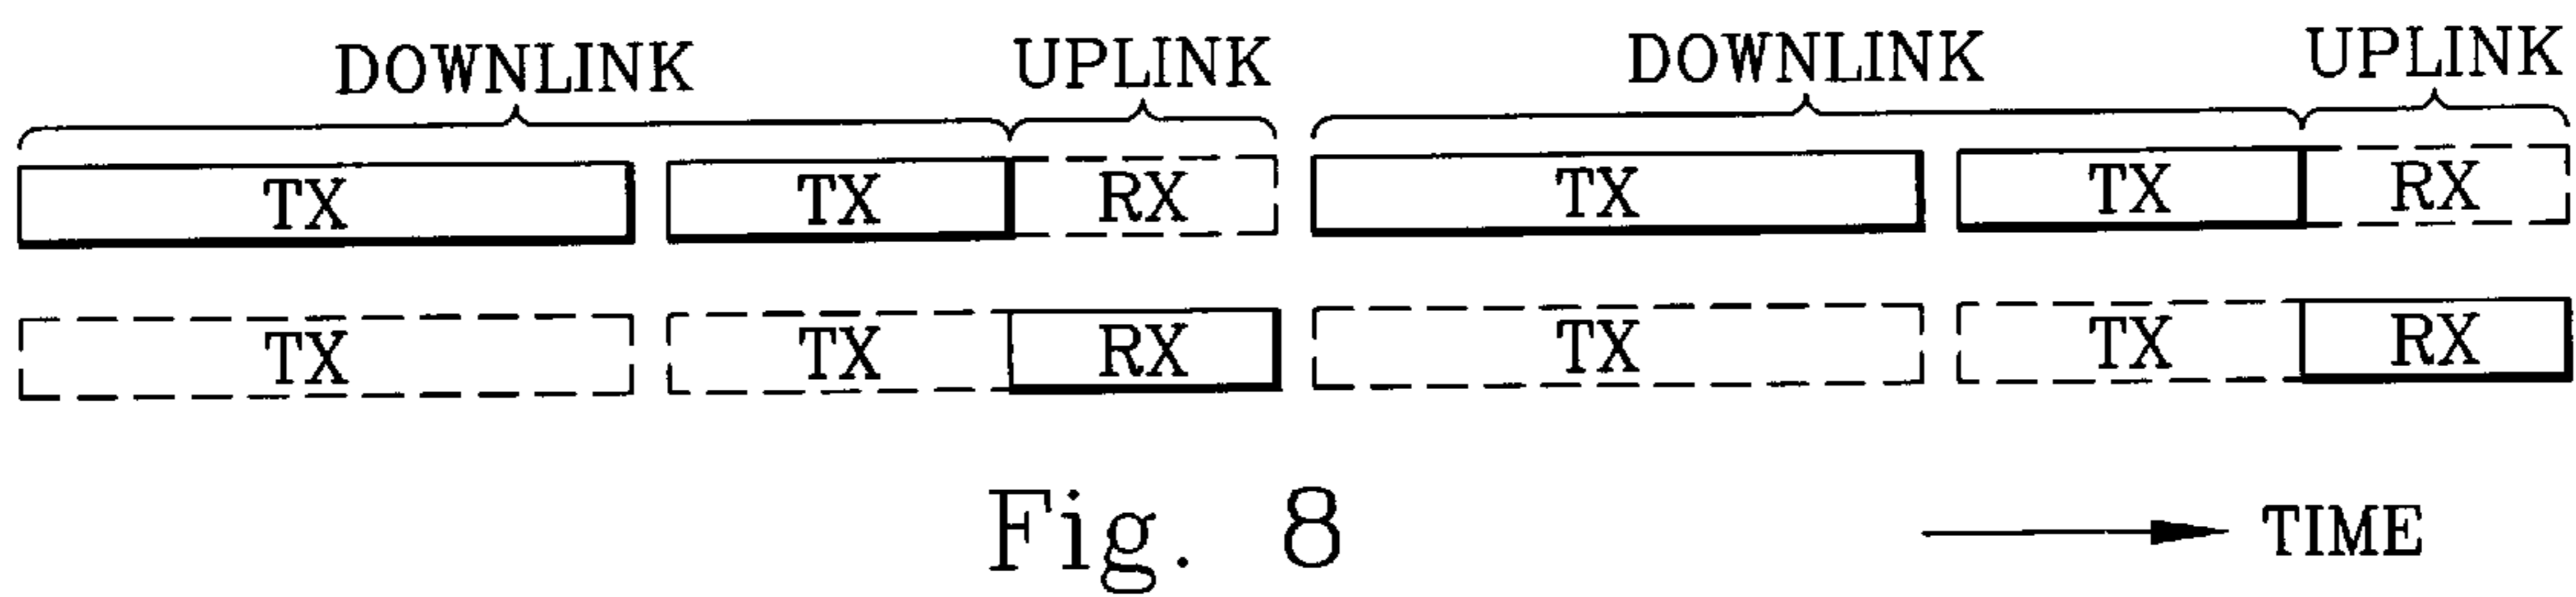 DOWNLINK UPLINK DOWNLINK UPLINK
TX TX RX TX TX RX
TX TX RX TX TX RX
Fig. 8
TIME